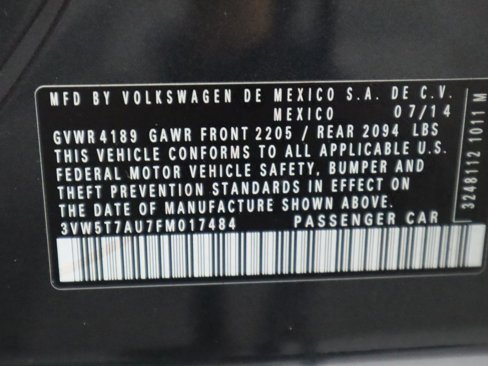 MFD BY VOLKSWAGEN DE MEXICO S.A. DE C.V.
MEXICO 07/14
GVWR 4189 GAWR FRONT 2205 / REAR 2094 LBS
THIS VEHICLE CONFORMS TO ALL APPLICABLE U.S.
FEDERAL MOTOR VEHICLE SAFETY, BUMPER AND
THEFT PREVENTION STANDARDS IN EFFECT ON
THE DATE OF MANUFACTURE SHOWN ABOVE.
3VW5T7AU7FM017484 PASSENGER CAR
3248112 1011 M